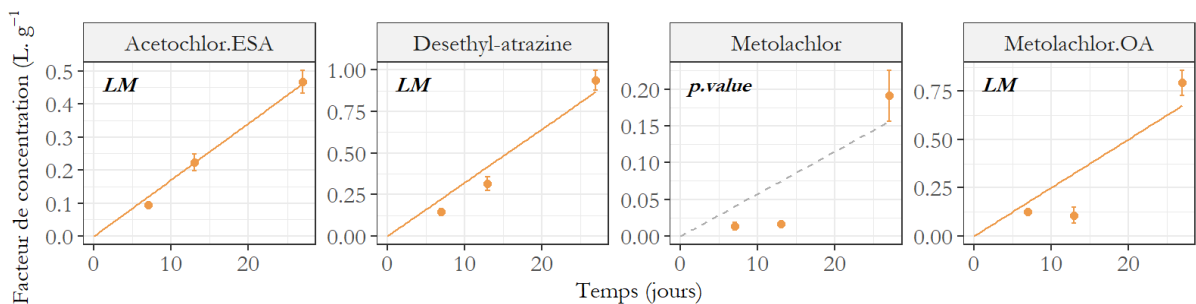 Facteur de concentration (L. g⁻¹)
Acetochlor.ESA
LM
0.5
0.4
0.3
0.2
0.1
0.0
0 10 20
Desethyl-atrazine
LM
1.00
0.75
0.50
0.25
0.00
0 10 20
Metolachlor
p.value
0.20
0.15
0.10
0.05
0.00
0 10 20
Metolachlor.OA
LM
0.75
0.50
0.25
0.00
0 10 20
Temps (jours)